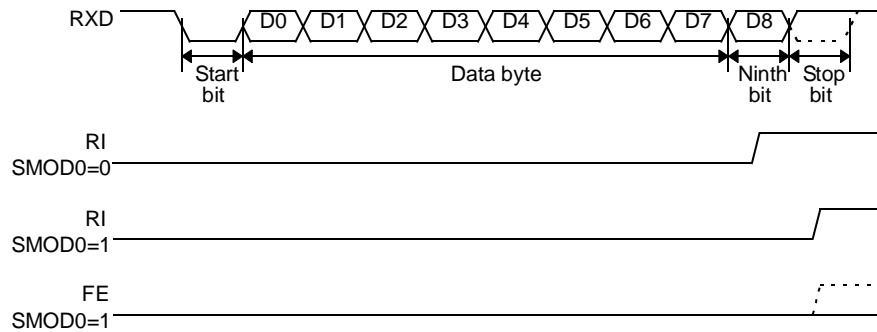 RXD D0 D1 D2 D3 D4 D5 D6 D7 D8
Start bit
Data byte
Ninth bit
Stop bit
RI
SMOD0=0
RI
SMOD0=1
FE
SMOD0=1